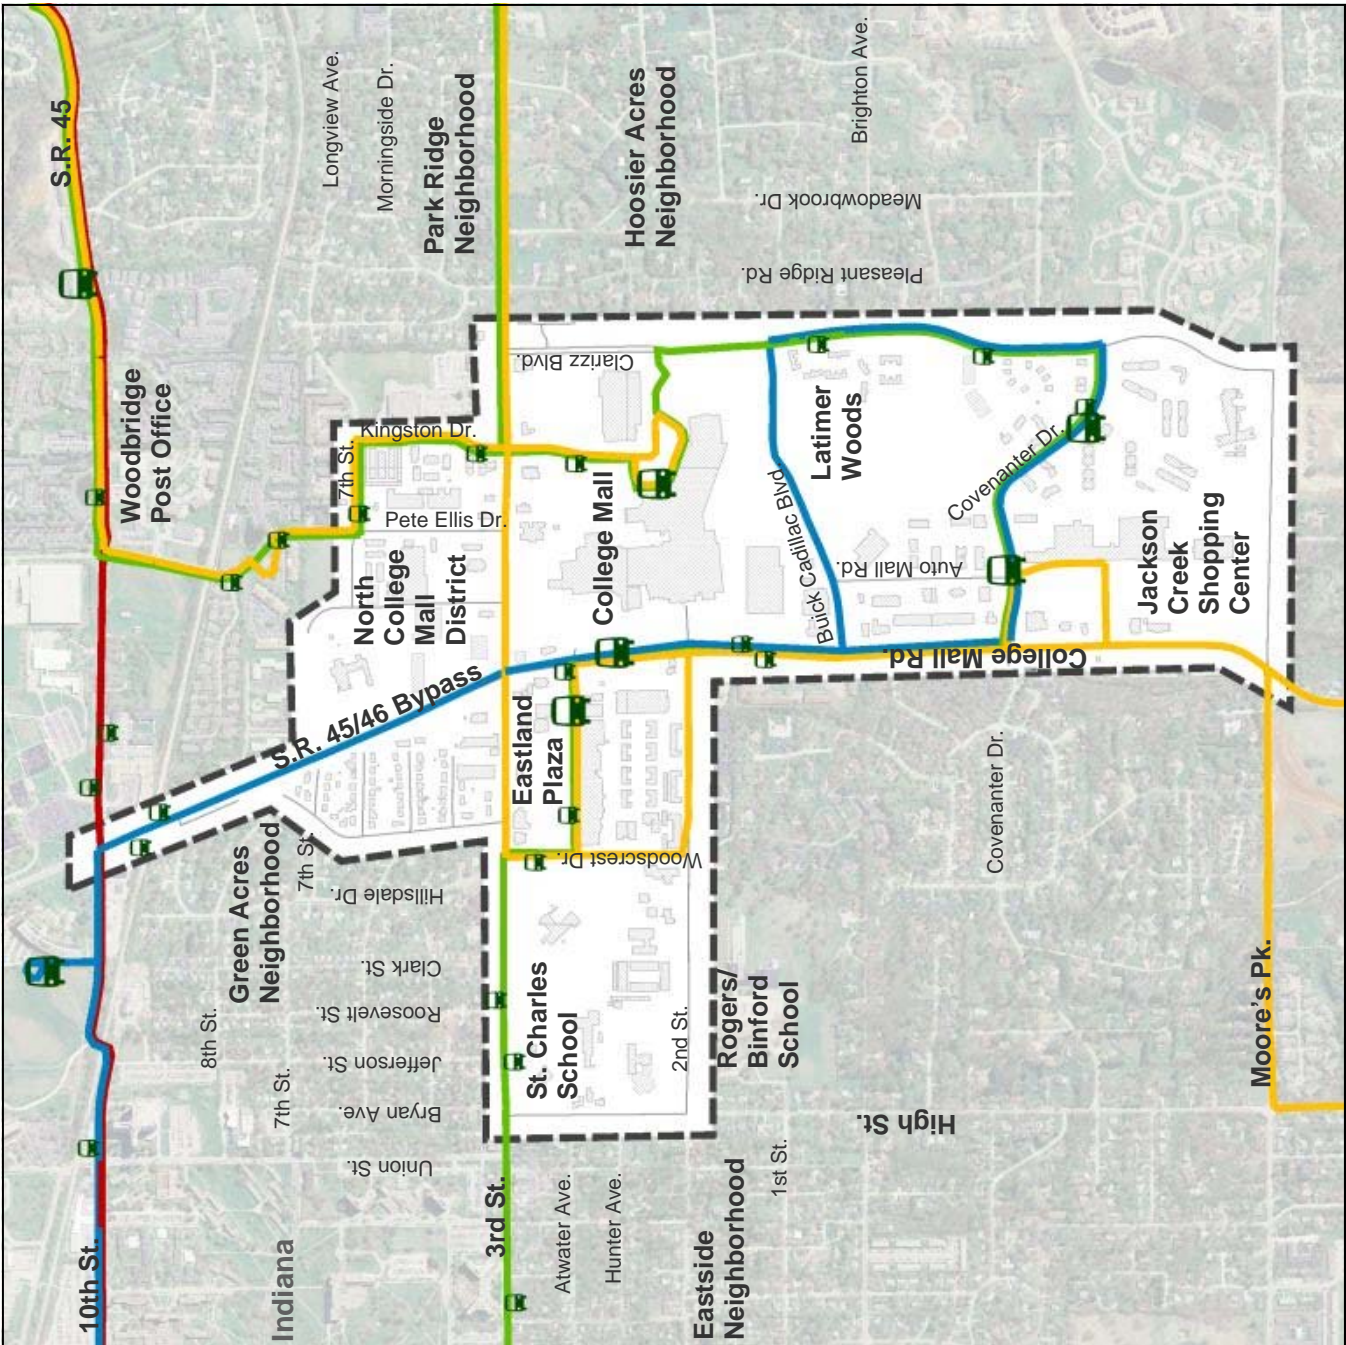 S.R. 45
Longview Ave.
Morningside Dr.
Park Ridge
Neighborhood
Hoosier Acres
Neighborhood
Brighton Ave.
Meadowbrook Dr.
Pleasant Ridge Rd.
Woodbridge
Post Office
7th St.
Kingston Dr.
Pete Ellis Dr.
Clarizz Blvd.
North
College
Mall
District
College Mall
Latimer
Woods
Buick Cadillac Blvd.
Covenanter Dr.
Auto Mall Rd.
Jackson
Creek
Shopping
Center
S.R. 45/46 Bypass
College Mall Rd.
Eastland
Plaza
Woodscrest Dr.
Covenanter Dr.
Green Acres
Neighborhood
7th St.
Hillsdale Dr.
Clark St.
Roosevelt St.
Jefferson St.
Bryan Ave.
Union St.
8th St.
7th St.
St. Charles
School
2nd St.
Rogers/
Binford
School
Moore's Pk.
High St.
1st St.
Eastside
Neighborhood
10th St.
Indiana
3rd St.
Atwater Ave.
Hunter Ave.